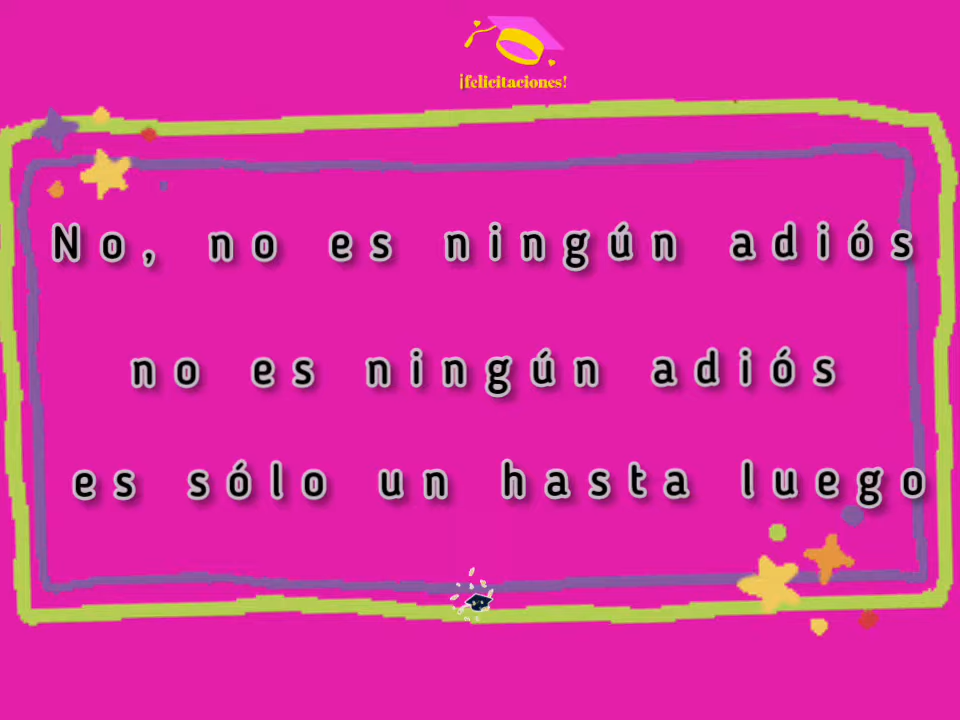 ¡felicitaciones!
No, no es ningún adiós
no es ningún adiós
es sólo un hasta luego